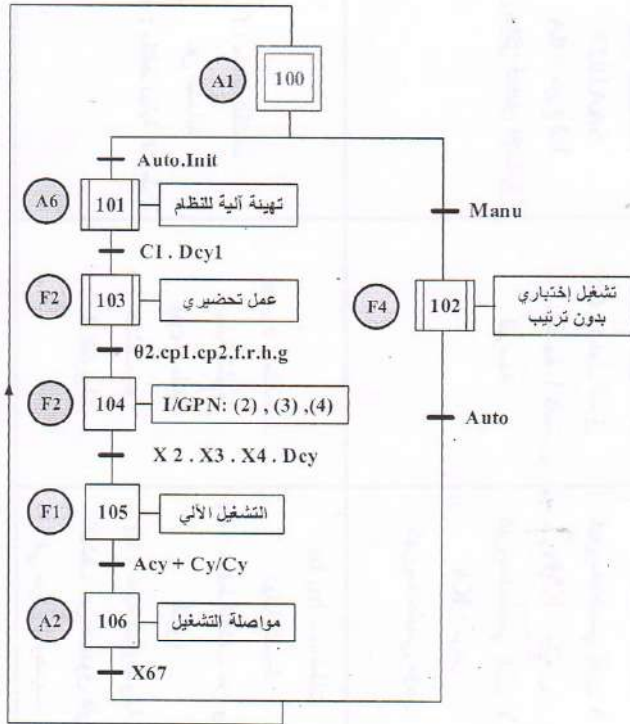 A1
100
Auto.Init
A6
101
تهيئة آلية للنظام
Manu
CI . Dcy1
F2
103
عمل تحضيري
F4
102
تشغيل إختباري
بدون ترتيب
θ2.cp1.cp2.f.r.h.g
F2
104
I/GPN: (2) , (3) ,(4)
Auto
X 2 . X3 . X4 . Dcy
F1
105
التشغيل الألي
Acy + Cy/Cy
A2
106
مواصلة التشغيل
X67